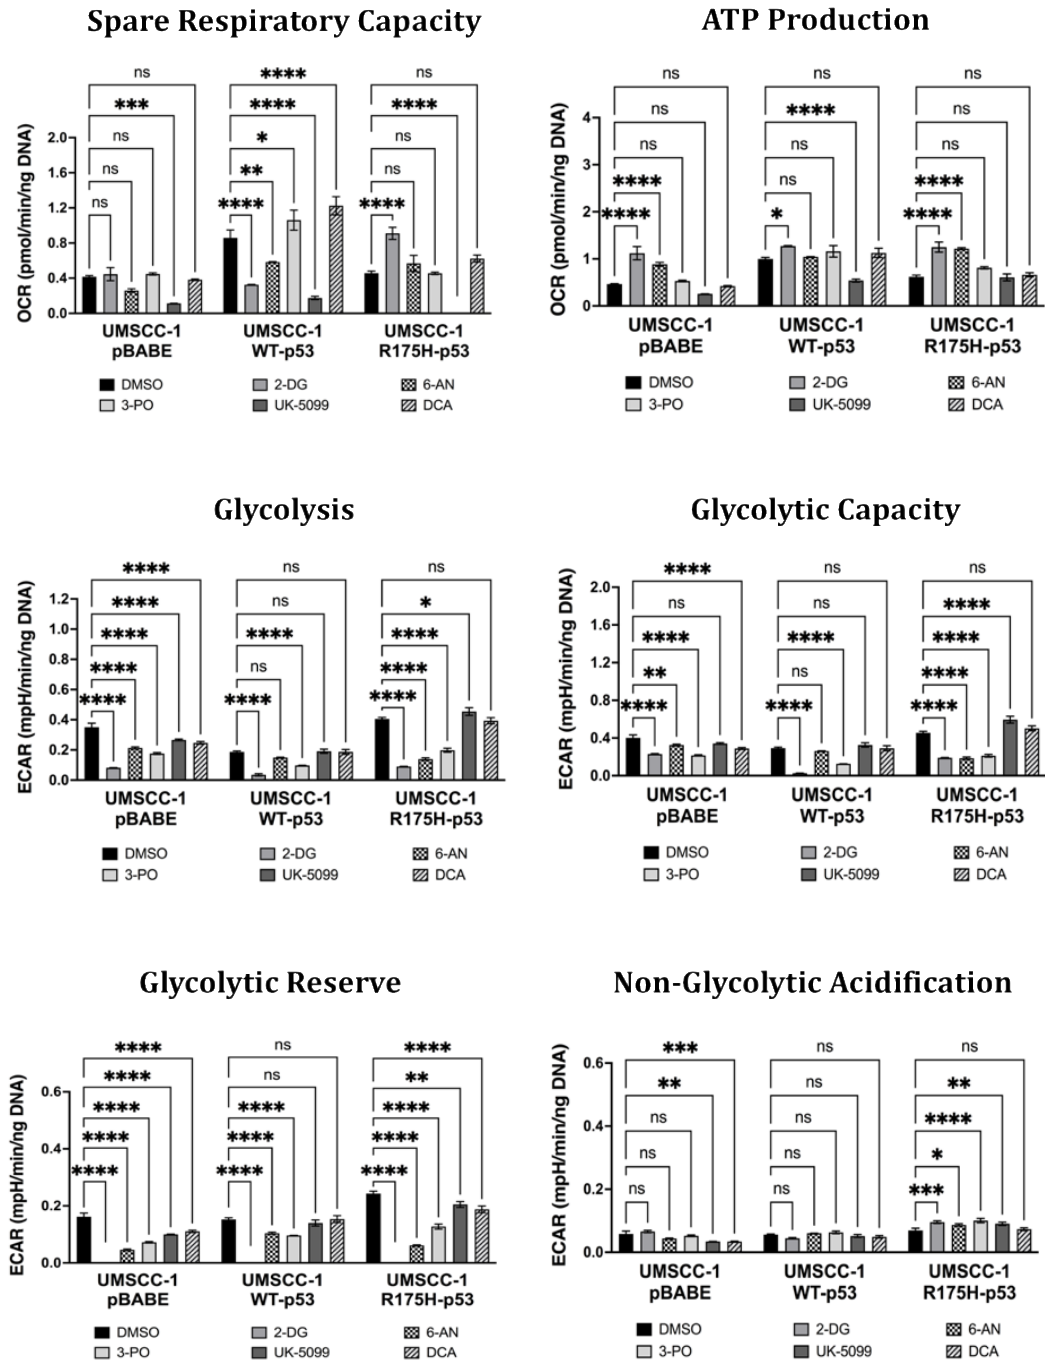 Spare Respiratory Capacity
OCR (pmol/min/ng DNA)
2.0
1.6
1.2
0.8
0.4
0.0
ns
***
ns
ns
ns
****
****
*
**
****
ns
****
ns
ns
****
UMSCC-1
pBABE
UMSCC-1
WT-p53
UMSCC-1
R175H-p53
DMSO
2-DG
6-AN
3-PO
UK-5099
DCA
ATP Production
OCR (pmol/min/ng DNA)
4
3
2
1
0
ns
ns
ns
****
****
ns
****
ns
ns
*
ns
ns
ns
****
****
UMSCC-1
pBABE
UMSCC-1
WT-p53
UMSCC-1
R175H-p53
DMSO
2-DG
6-AN
3-PO
UK-5099
DCA
Glycolysis
ECAR (mpH/min/ng DNA)
1.2
1.0
0.8
0.6
0.4
0.2
0.0
****
****
****
****
****
ns
ns
****
ns
****
ns
*
****
****
****
UMSCC-1
pBABE
UMSCC-1
WT-p53
UMSCC-1
R175H-p53
DMSO
2-DG
6-AN
3-PO
UK-5099
DCA
Glycolytic Capacity
ECAR (mpH/min/ng DNA)
2.0
1.6
1.2
0.8
0.4
0.0
****
ns
****
**
****
ns
ns
****
ns
****
ns
****
****
****
****
UMSCC-1
pBABE
UMSCC-1
WT-p53
UMSCC-1
R175H-p53
DMSO
2-DG
6-AN
3-PO
UK-5099
DCA
Glycolytic Reserve
ECAR (mpH/min/ng DNA)
0.6
0.4
0.2
0.0
****
****
****
****
****
ns
ns
****
****
****
****
**
****
****
****
UMSCC-1
pBABE
UMSCC-1
WT-p53
UMSCC-1
R175H-p53
DMSO
2-DG
6-AN
3-PO
UK-5099
DCA
Non-Glycolytic Acidification
ECAR (mpH/min/ng DNA)
0.6
0.4
0.2
0.0
***
**
ns
ns
ns
ns
ns
ns
ns
ns
ns
**
****
*
***
UMSCC-1
pBABE
UMSCC-1
WT-p53
UMSCC-1
R175H-p53
DMSO
2-DG
6-AN
3-PO
UK-5099
DCA